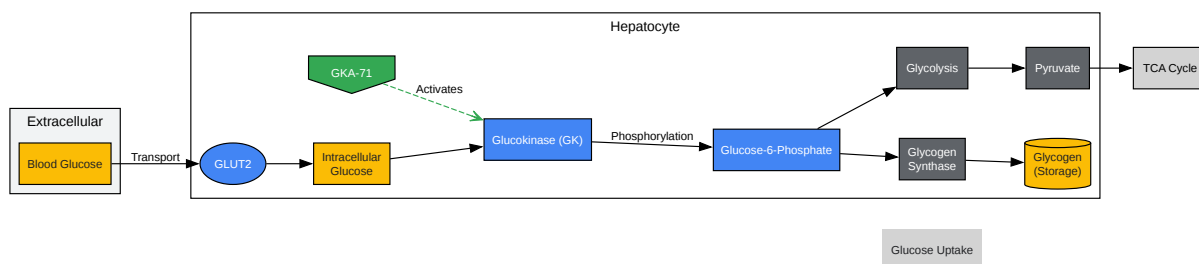 Hepatocyte
GKA-71
Activates
Glycolysis
Pyruvate
TCA Cycle
Extracellular
Blood Glucose
Transport
GLUT2
Intracellular
Glucose
Glucokinase (GK)
Phosphorylation
Glucose-6-Phosphate
Glycogen
Synthase
Glycogen
(Storage)
Glucose Uptake